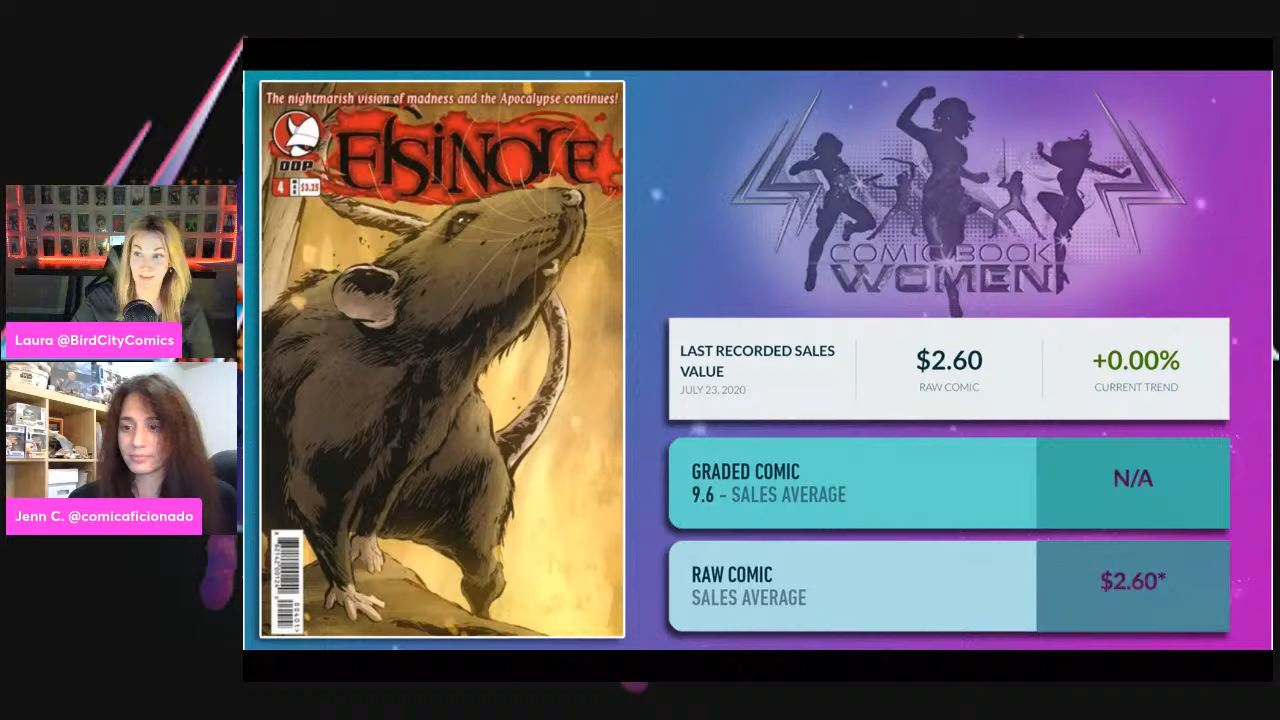 The nightmarish vision of madness and the Apocalypse continues!
ELSINORE
DDP
4
$3.25
COMIC BOOK
WOMEN
Laura @BirdCityComics
Jenn C. @comicaficionado
LAST RECORDED SALES
VALUE
JULY 23, 2020
$2.60
RAW COMIC
+0.00%
CURRENT TREND
GRADED COMIC
9.6 - SALES AVERAGE
N/A
RAW COMIC
SALES AVERAGE
$2.60*